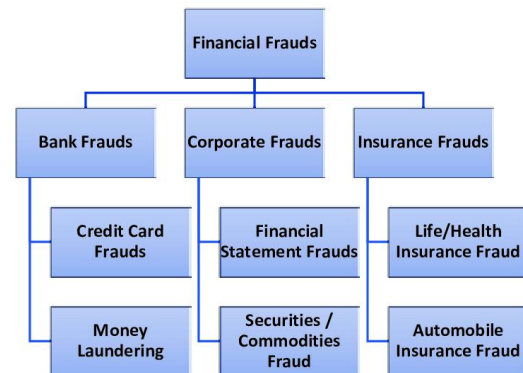 Financial Frauds
Bank Frauds
Corporate Frauds
Insurance Frauds
Credit Card
Frauds
Financial
Statement Frauds
Life/Health
Insurance Fraud
Money
Laundering
Securities /
Commodities
Fraud
Automobile
Insurance Fraud